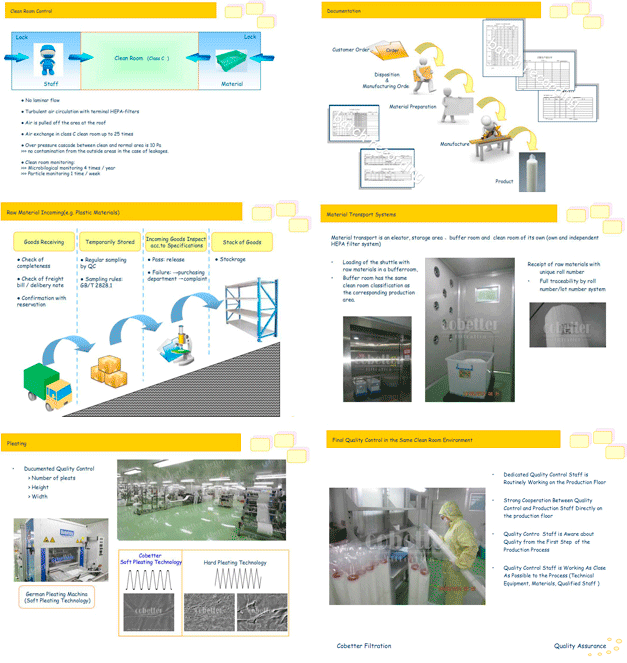 Clean Room Control
Lock
Lock
Clean Room (Class C )
Staff
Material
● No laminar flow
● Turbulent air circulation with terminal HEPA-filters
● Air is pulled off the area at the roof
● Air exchange in class C clean room up to 25 times
● Over pressure cascade between clean and normal area is 10 Pa
»» no contamination from the outside areas in the case of leakages.
● Clean room monitoring:
»» Microbilogical monitoring 4 times / year
»» Particle monitoring 1 time / week
Documentation
Customer Order
Order
Disposition
&
Manufacturing Orde
Material Preparation
Manufacture
Product
Raw Material Incoming(e.g. Plastic Materials)
Goods Receiving
Temporarily Stored
Incoming Goods Inspect
acc.to Specifications
Stock of Goods
● Check of
completeness
● Check of freight
bill / delibery note
● Confirmation with
reservation
● Regular sampling
by QC
● Sampling rules:
GB/T 2828.1
● Pass: release
● Failure: →purchasing
department →complaint
● Stockrage
Material Transport Systems
Material transport is an eleator, storage area , buffer room and clean room of its own (own and independent
HEPA filter system)
• Loading of the shuttle with
raw materials in a bufferroom,
• Buffer room has the same
clean room classification as
the corresponding production
area.
Receipt of raw materials with
unique roll number
• Full traceability by roll
number/lot number system
cobetter
cobetter
cobetter
Pleating
• Ducumented Quality Control
> Number of pleats
> Height
> Width
cobetter
German Pleating Machina
(Soft Pleating Technology)
Cobetter
Soft Pleating Technology
Hard Pleating Technology
cobetter
cobetter
cobetter
Final Quality Control in the Same Clean Room Environment
cobetter
• Dedicated Quality Control Staff is
Routinely Working on the Production Floor
• Strong Cooperation Between Quality
Control and Production Staff Directly on
the production floor
• Quality Contro Staff is Aware about
Quality from the First Step of the
Production Process
• Quality Control Staff is Working As Close
As Possible to the Process (Technical
Equipment, Materials, Qualified Staff )
Cobetter Filtration
Quality Assurance